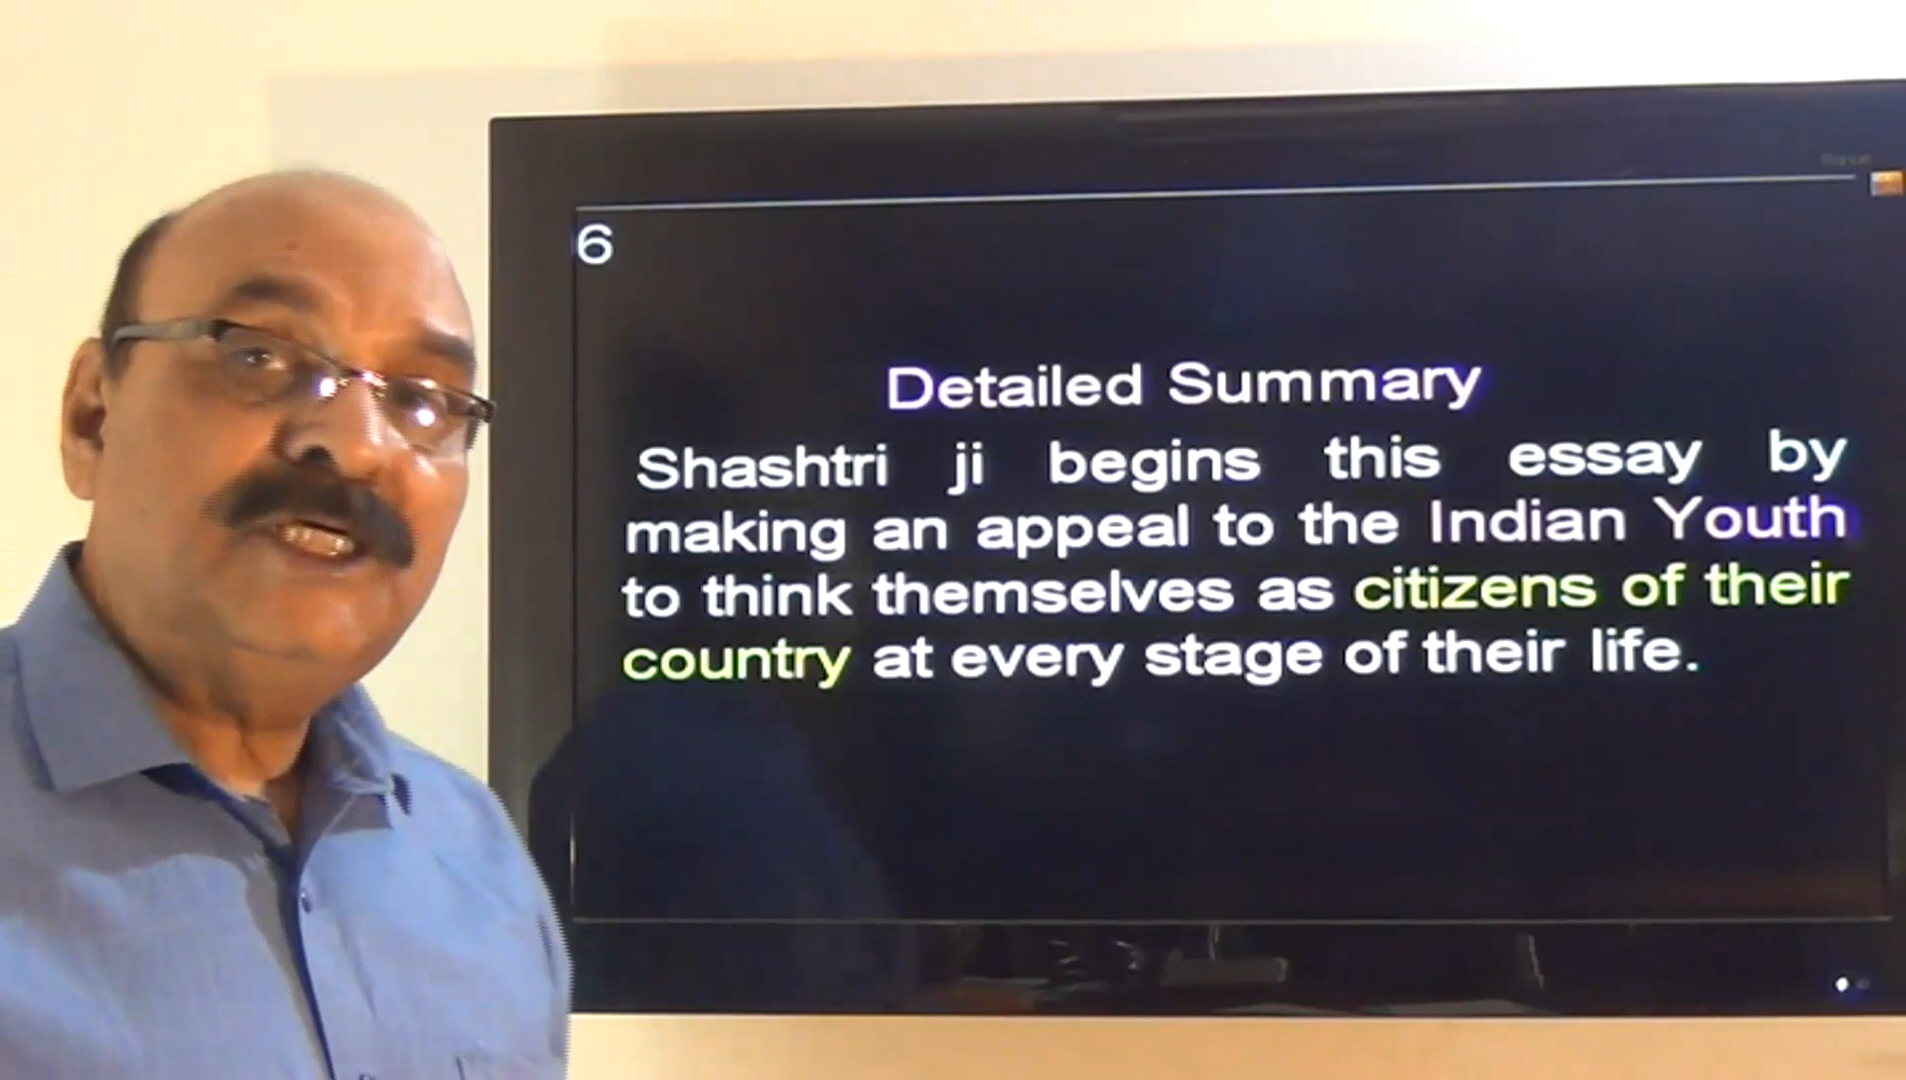 6
Detailed Summary
Shashtri ji begins this essay by
making an appeal to the Indian Youth
to think themselves as citizens of their
country at every stage of their life.